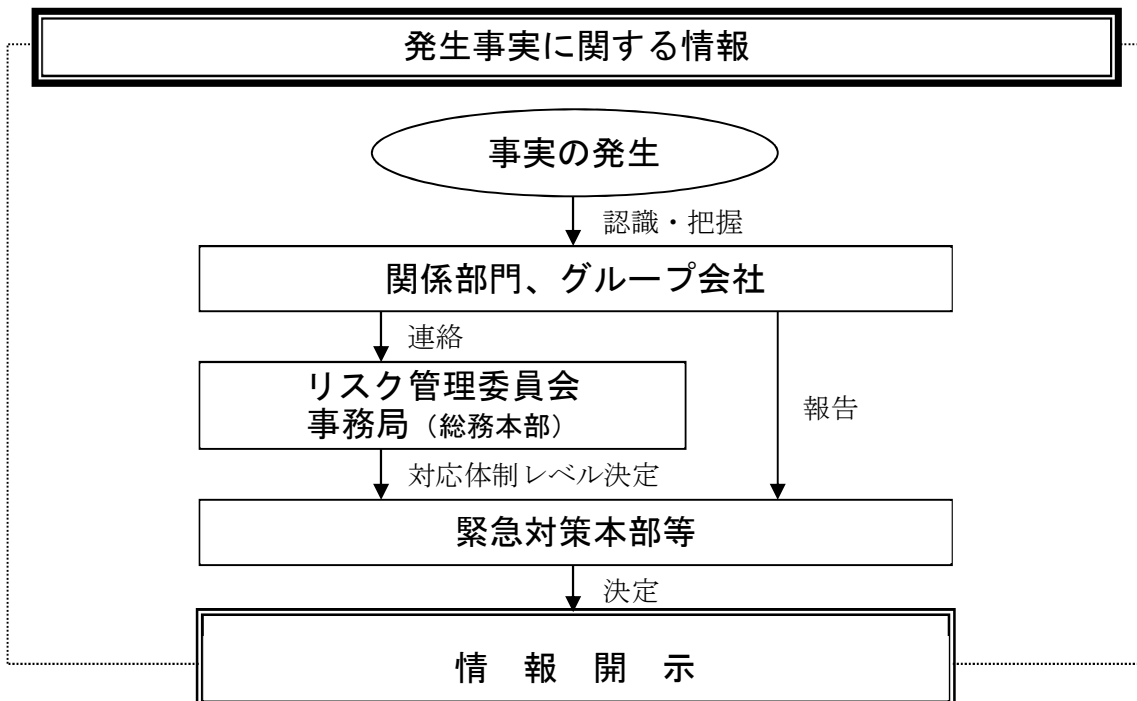 発生事実に関する情報
事実の発生
認識・把握
関係部門、グループ会社
連絡
リスク管理委員会
事務局（総務本部）
報告
対応体制レベル決定
緊急対策本部等
決定
情　報　開　示